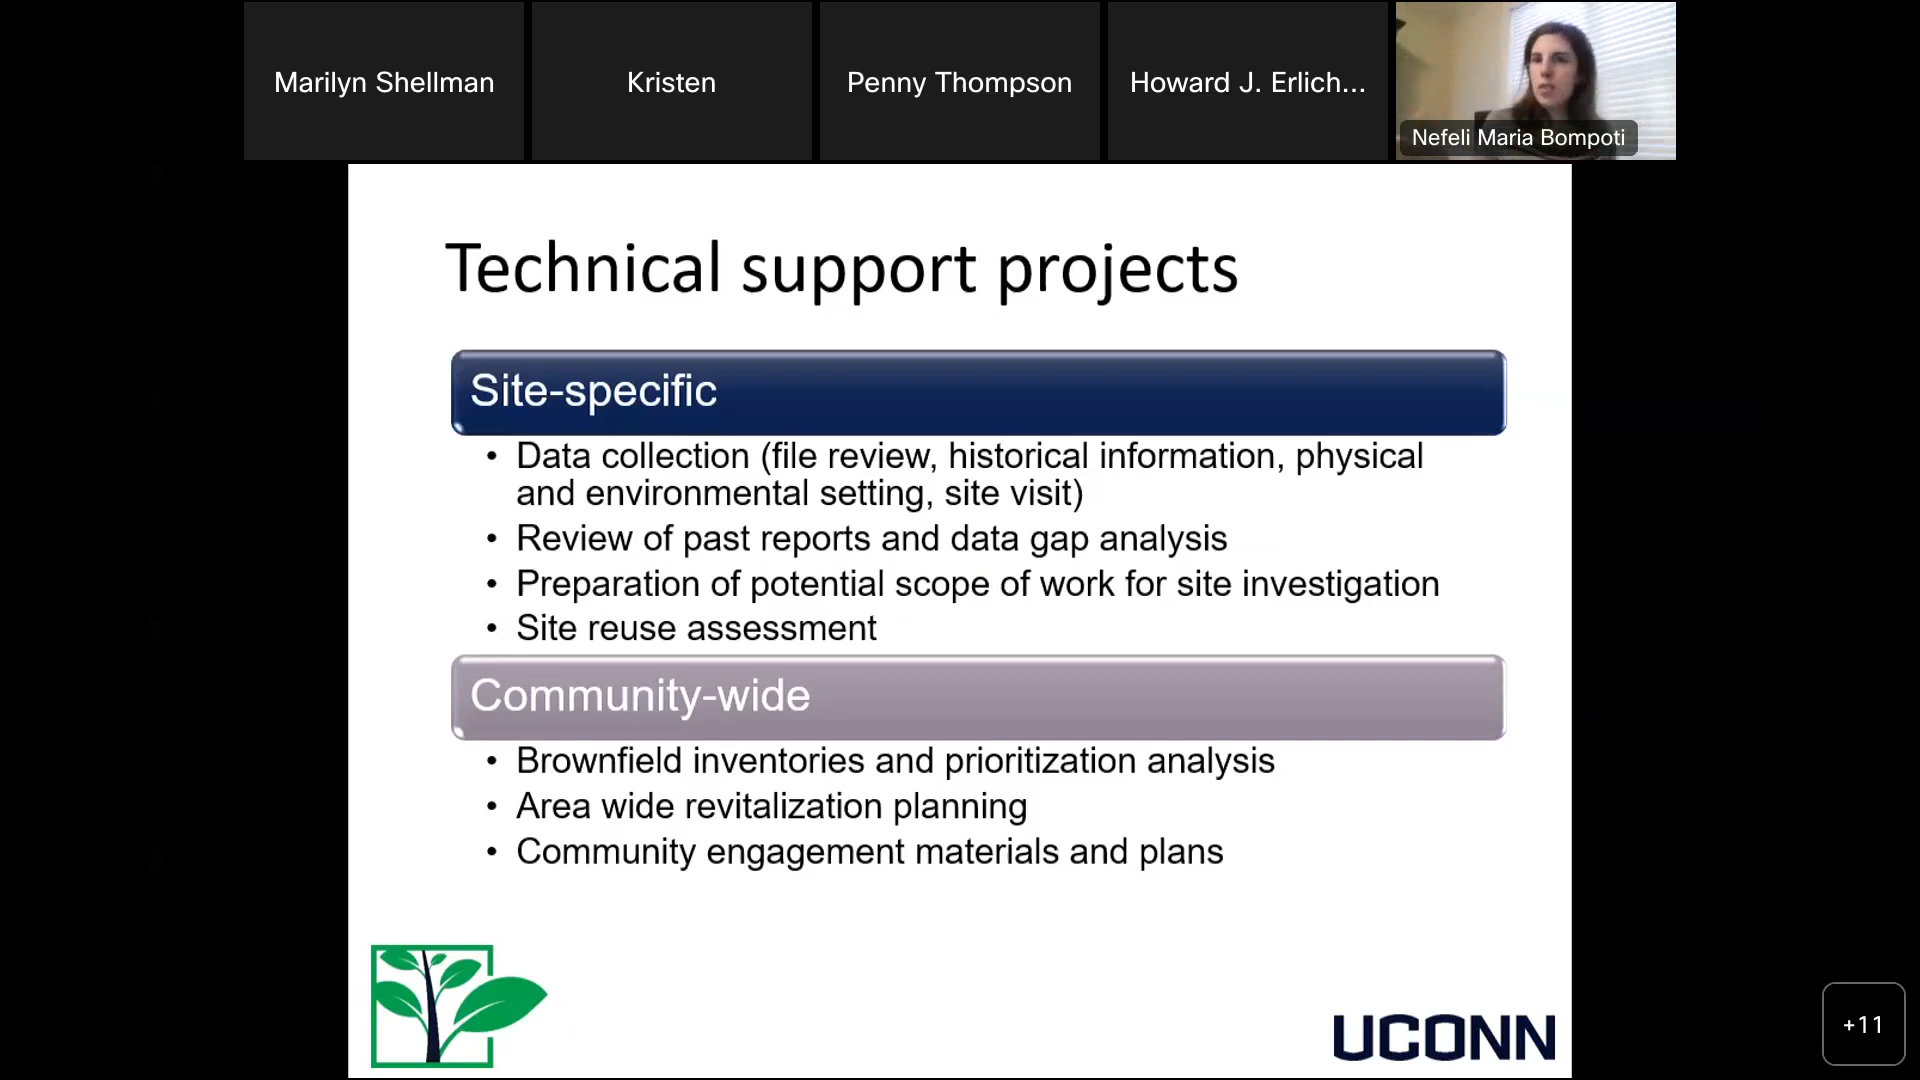 Marilyn Shellman
Kristen
Penny Thompson
Howard J. Erlich...
Nefeli Maria Bompoti
Technical support projects
Site-specific
• Data collection (file review, historical information, physical
and environmental setting, site visit)
• Review of past reports and data gap analysis
• Preparation of potential scope of work for site investigation
• Site reuse assessment
Community-wide
• Brownfield inventories and prioritization analysis
• Area wide revitalization planning
• Community engagement materials and plans
UCONN
+11